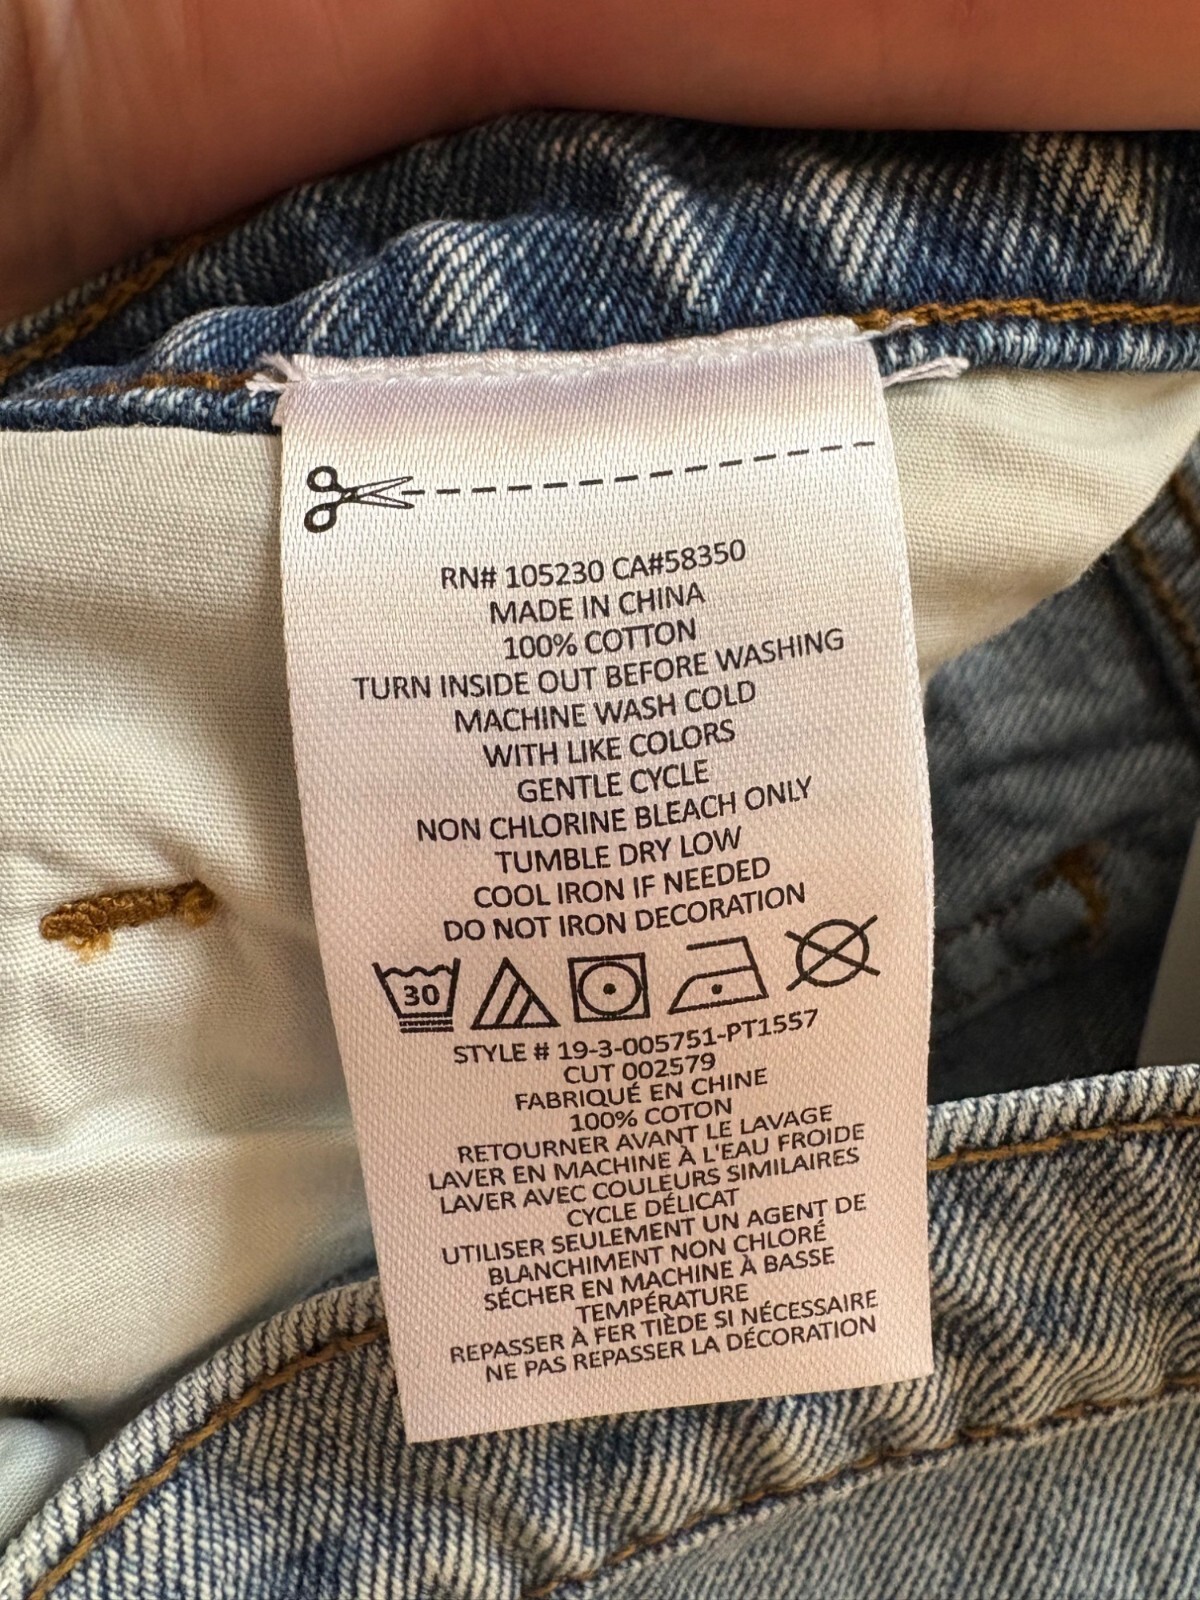 RN# 105230 CA#58350
MADE IN CHINA
100% COTTON
TURN INSIDE OUT BEFORE WASHING
MACHINE WASH COLD
WITH LIKE COLORS
GENTLE CYCLE
NON CHLORINE BLEACH ONLY
TUMBLE DRY LOW
COOL IRON IF NEEDED
DO NOT IRON DECORATION
30
STYLE # 19-3-005751-PT1557
CUT 002579
FABRIQUÉ EN CHINE
100% COTON
RETOURNER AVANT LE LAVAGE
LAVER EN MACHINE À L'EAU FROIDE
LAVER AVEC COULEURS SIMILAIRES
CYCLE DÉLICAT
UTILISER SEULEMENT UN AGENT DE
BLANCHIMENT NON CHLORÉ
SÉCHER EN MACHINE À BASSE
TEMPÉRATURE
REPASSER À FER TIÈDE SI NÉCESSAIRE
NE PAS REPASSER LA DÉCORATION